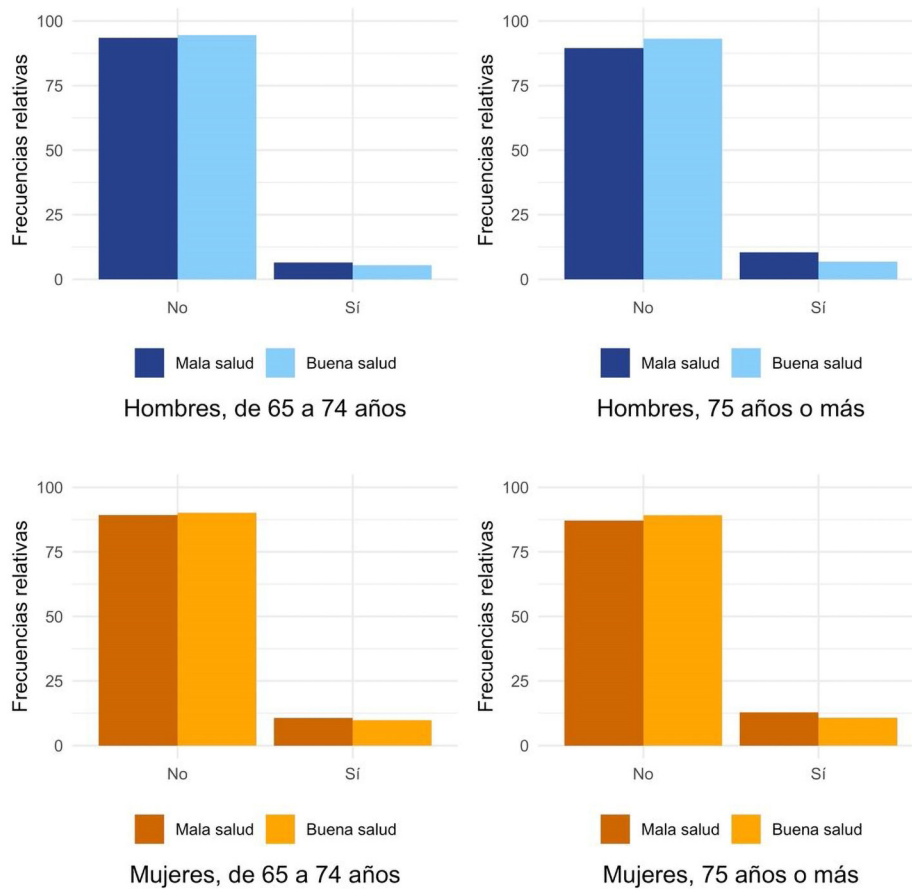 Frecuencias relativas
100
75
50
25
0
No Sí
Mala salud Buena salud
Hombres, de 65 a 74 años
Frecuencias relativas
100
75
50
25
0
No Sí
Mala salud Buena salud
Hombres, 75 años o más
Frecuencias relativas
100
75
50
25
0
No Sí
Mala salud Buena salud
Mujeres, de 65 a 74 años
Frecuencias relativas
100
75
50
25
0
No Sí
Mala salud Buena salud
Mujeres, 75 años o más